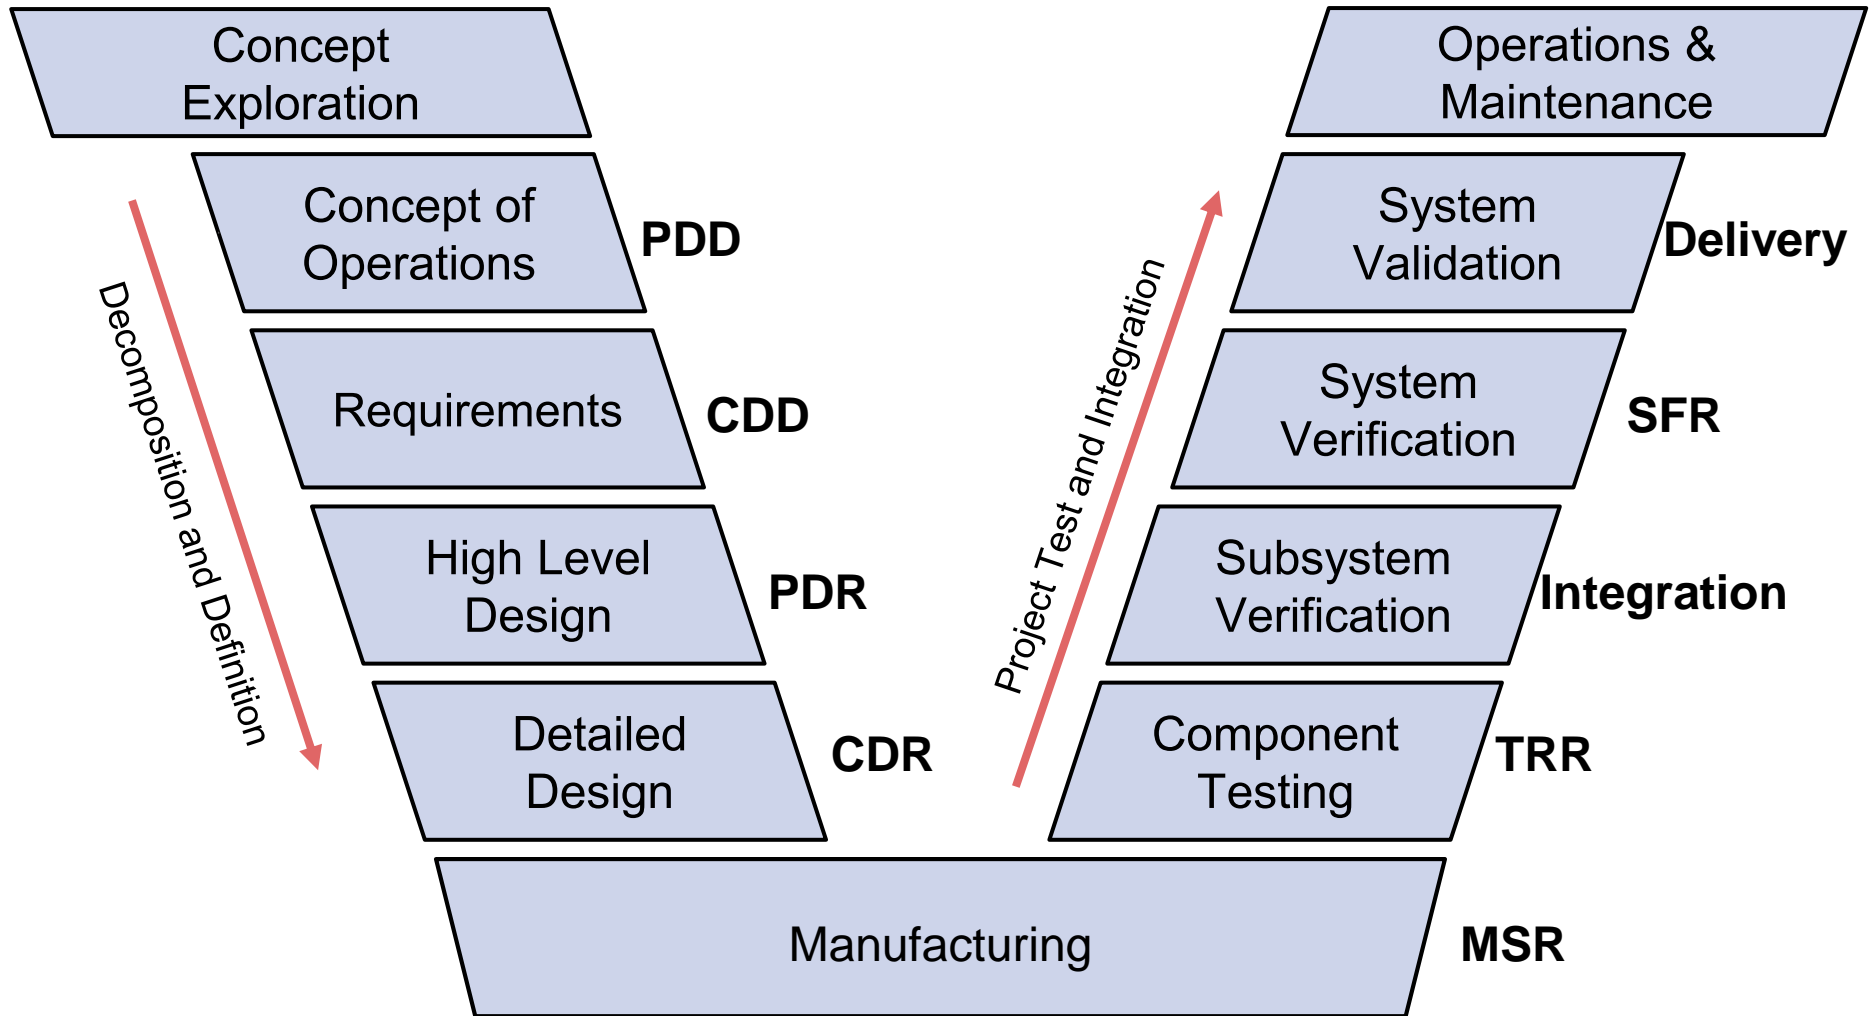 Concept
Exploration
Concept of
Operations
PDD
Requirements
CDD
High Level
Design
PDR
Detailed
Design
CDR
Decomposition and Definition
Manufacturing
MSR
Project Test and Integration
Component
Testing
TRR
Subsystem
Verification
Integration
System
Verification
SFR
System
Validation
Delivery
Operations &
Maintenance